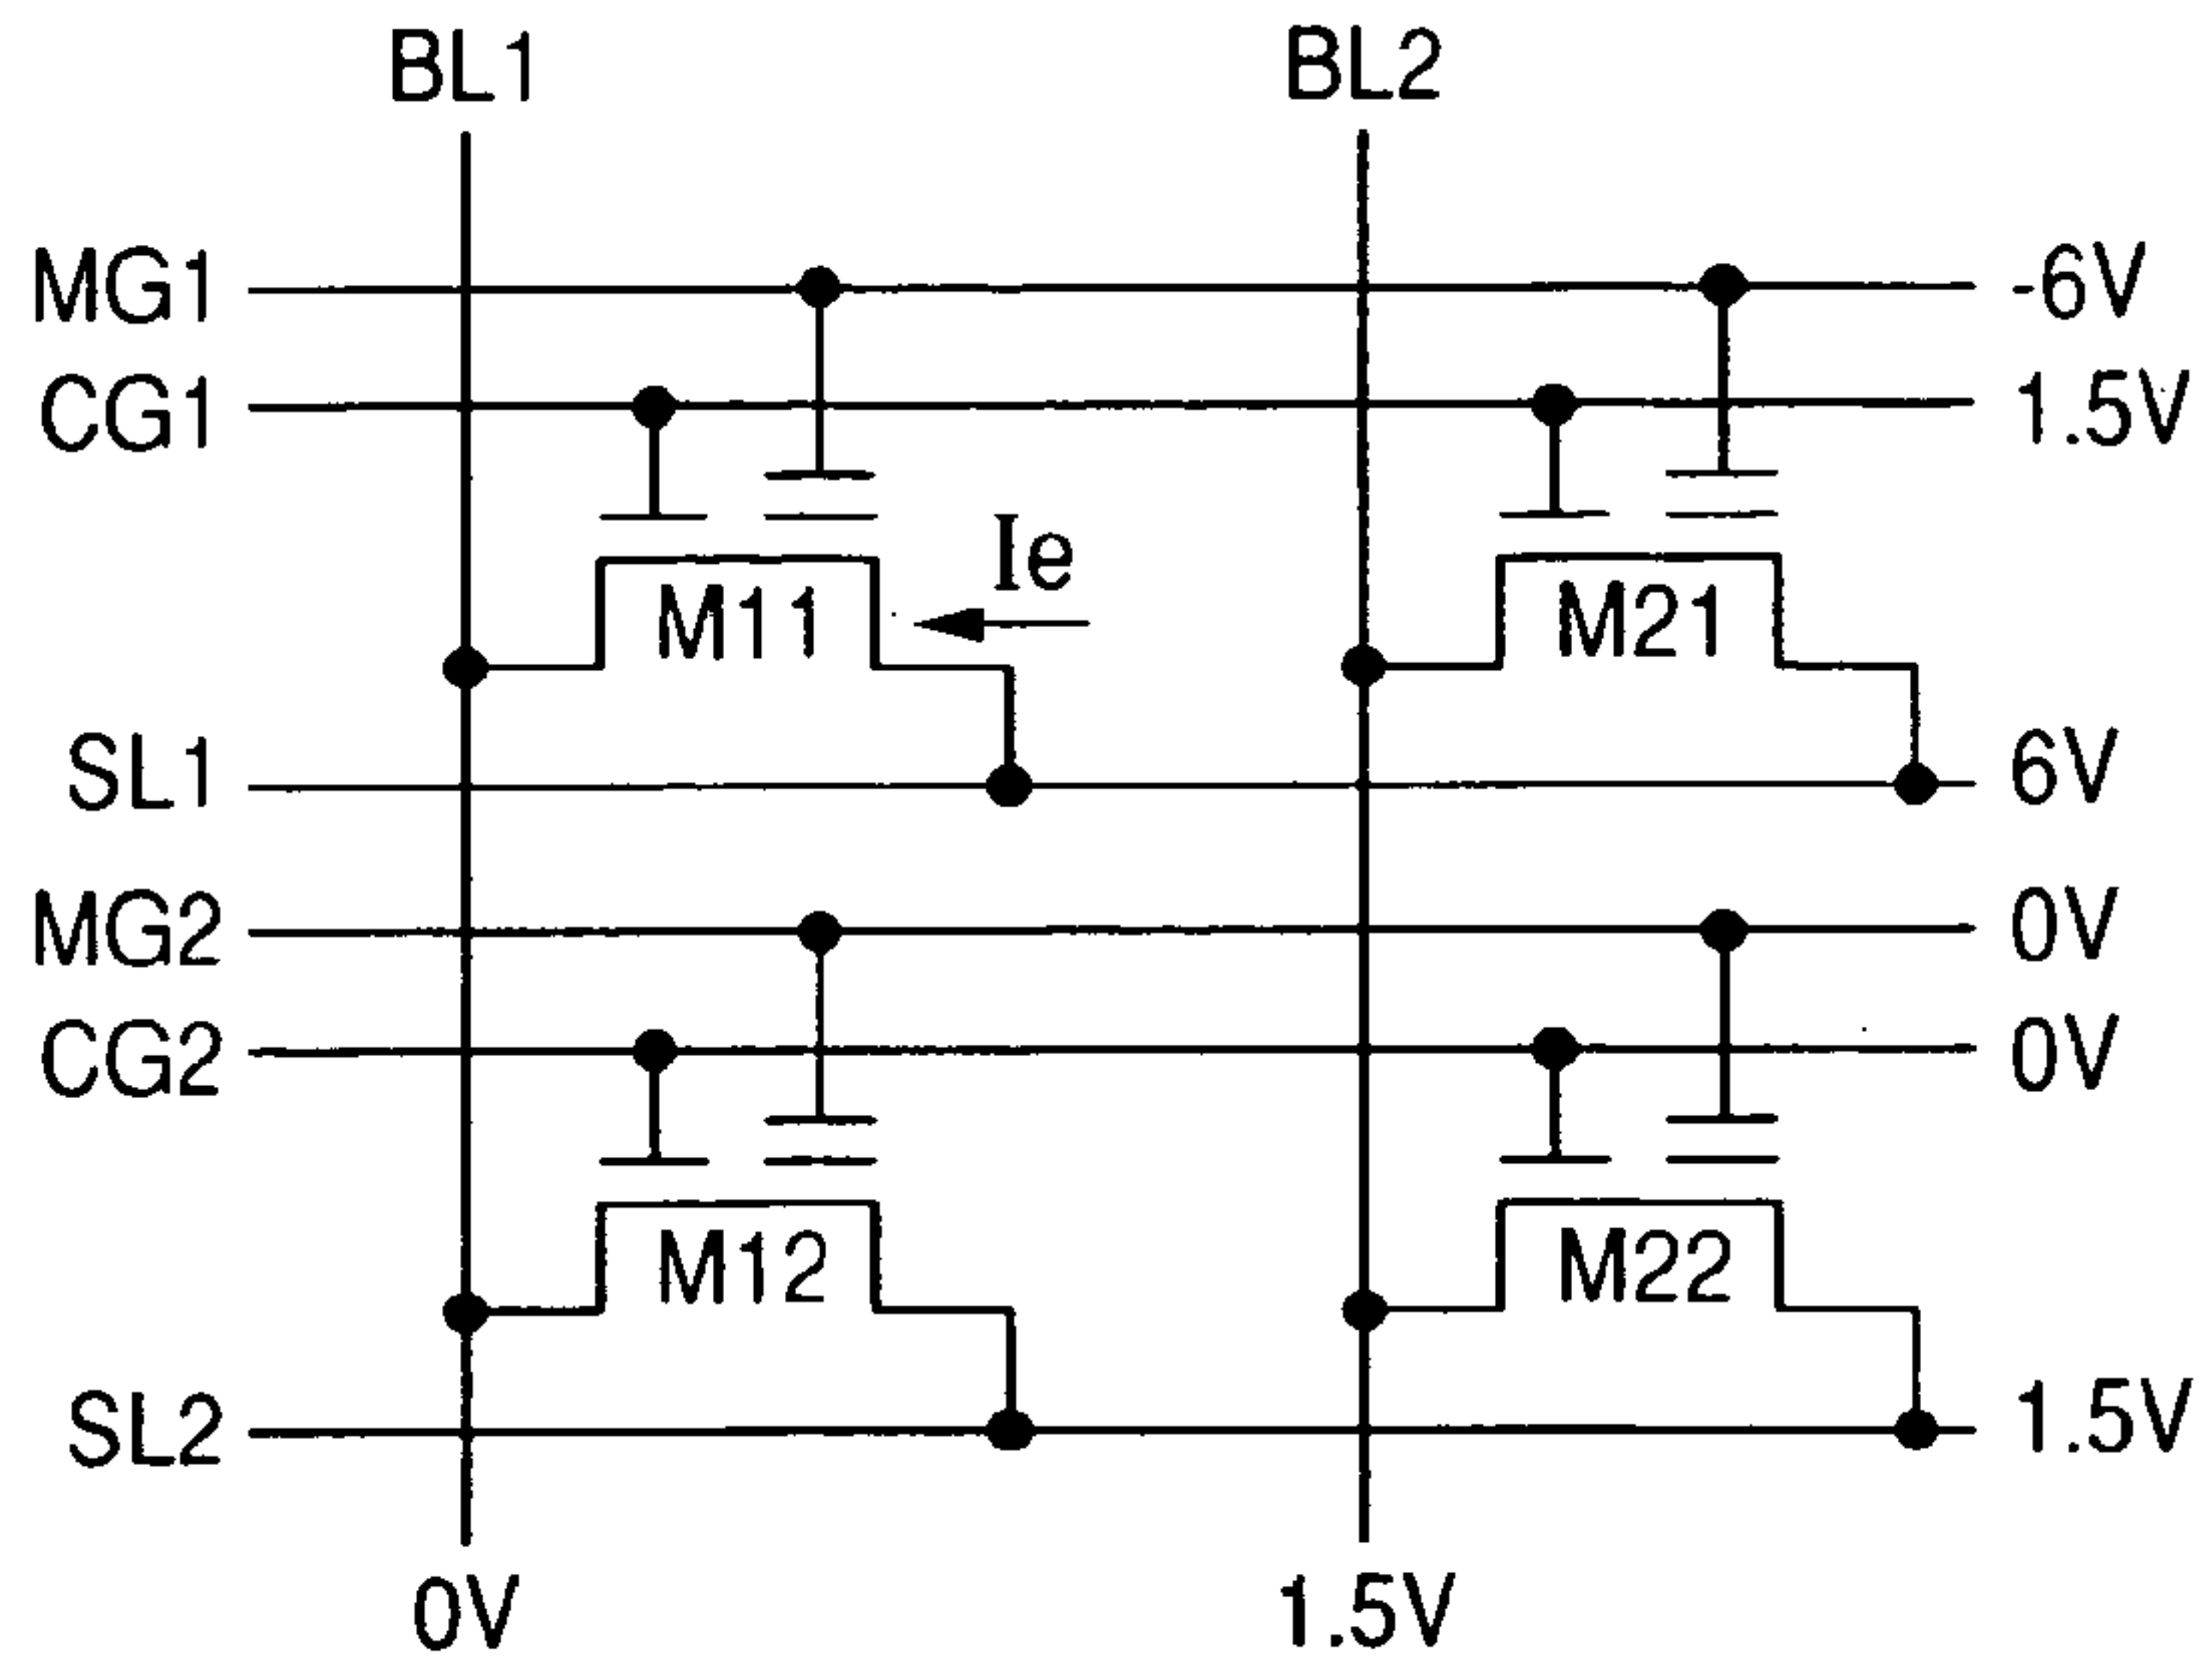 BL1 BL2
MG1 -6V
CG1 1.5V
Ie
M11 M21
SL1 6V
MG2 0V
CG2 0V
M12 M22
SL2 1.5V
0V 1.5V